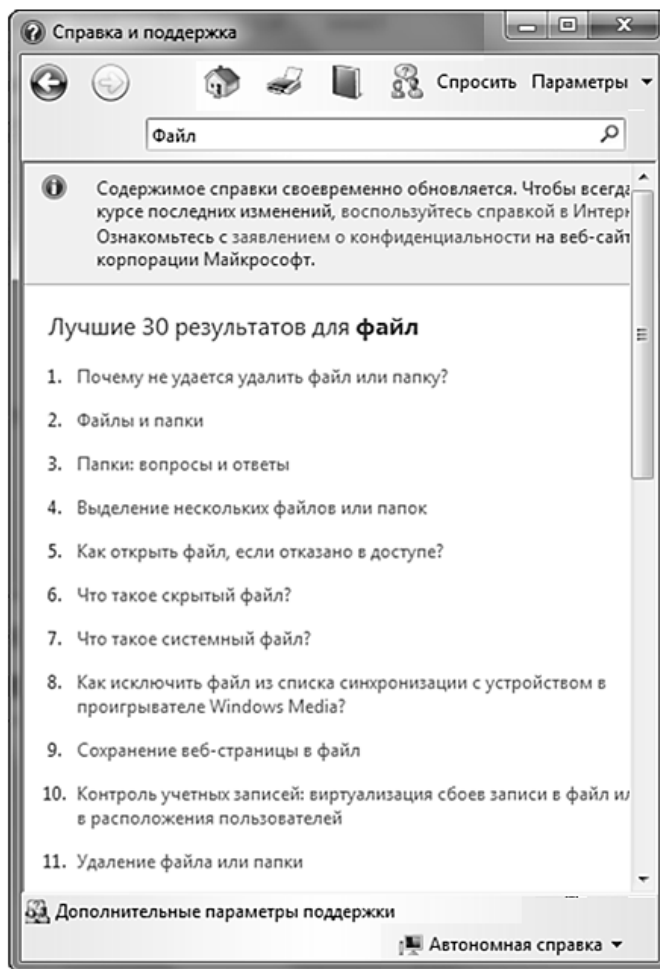 Справка и поддержка
Спросить Параметры
Файл
Содержимое справки своевременно обновляется. Чтобы всегда
курсе последних изменений, воспользуйтесь справкой в Интерн
Ознакомьтесь с заявлением о конфиденциальности на веб-сайт
корпорации Майкрософт.
Лучшие 30 результатов для файл
1. Почему не удается удалить файл или папку?
2. Файлы и папки
3. Папки: вопросы и ответы
4. Выделение нескольких файлов или папок
5. Как открыть файл, если отказано в доступе?
6. Что такое скрытый файл?
7. Что такое системный файл?
8. Как исключить файл из списка синхронизации с устройством в
проигрывателе Windows Media?
9. Сохранение веб-страницы в файл
10. Контроль учетных записей: виртуализация сбоев записи в файл ил
в расположения пользователей
11. Удаление файла или папки
Дополнительные параметры поддержки
Автономная справка